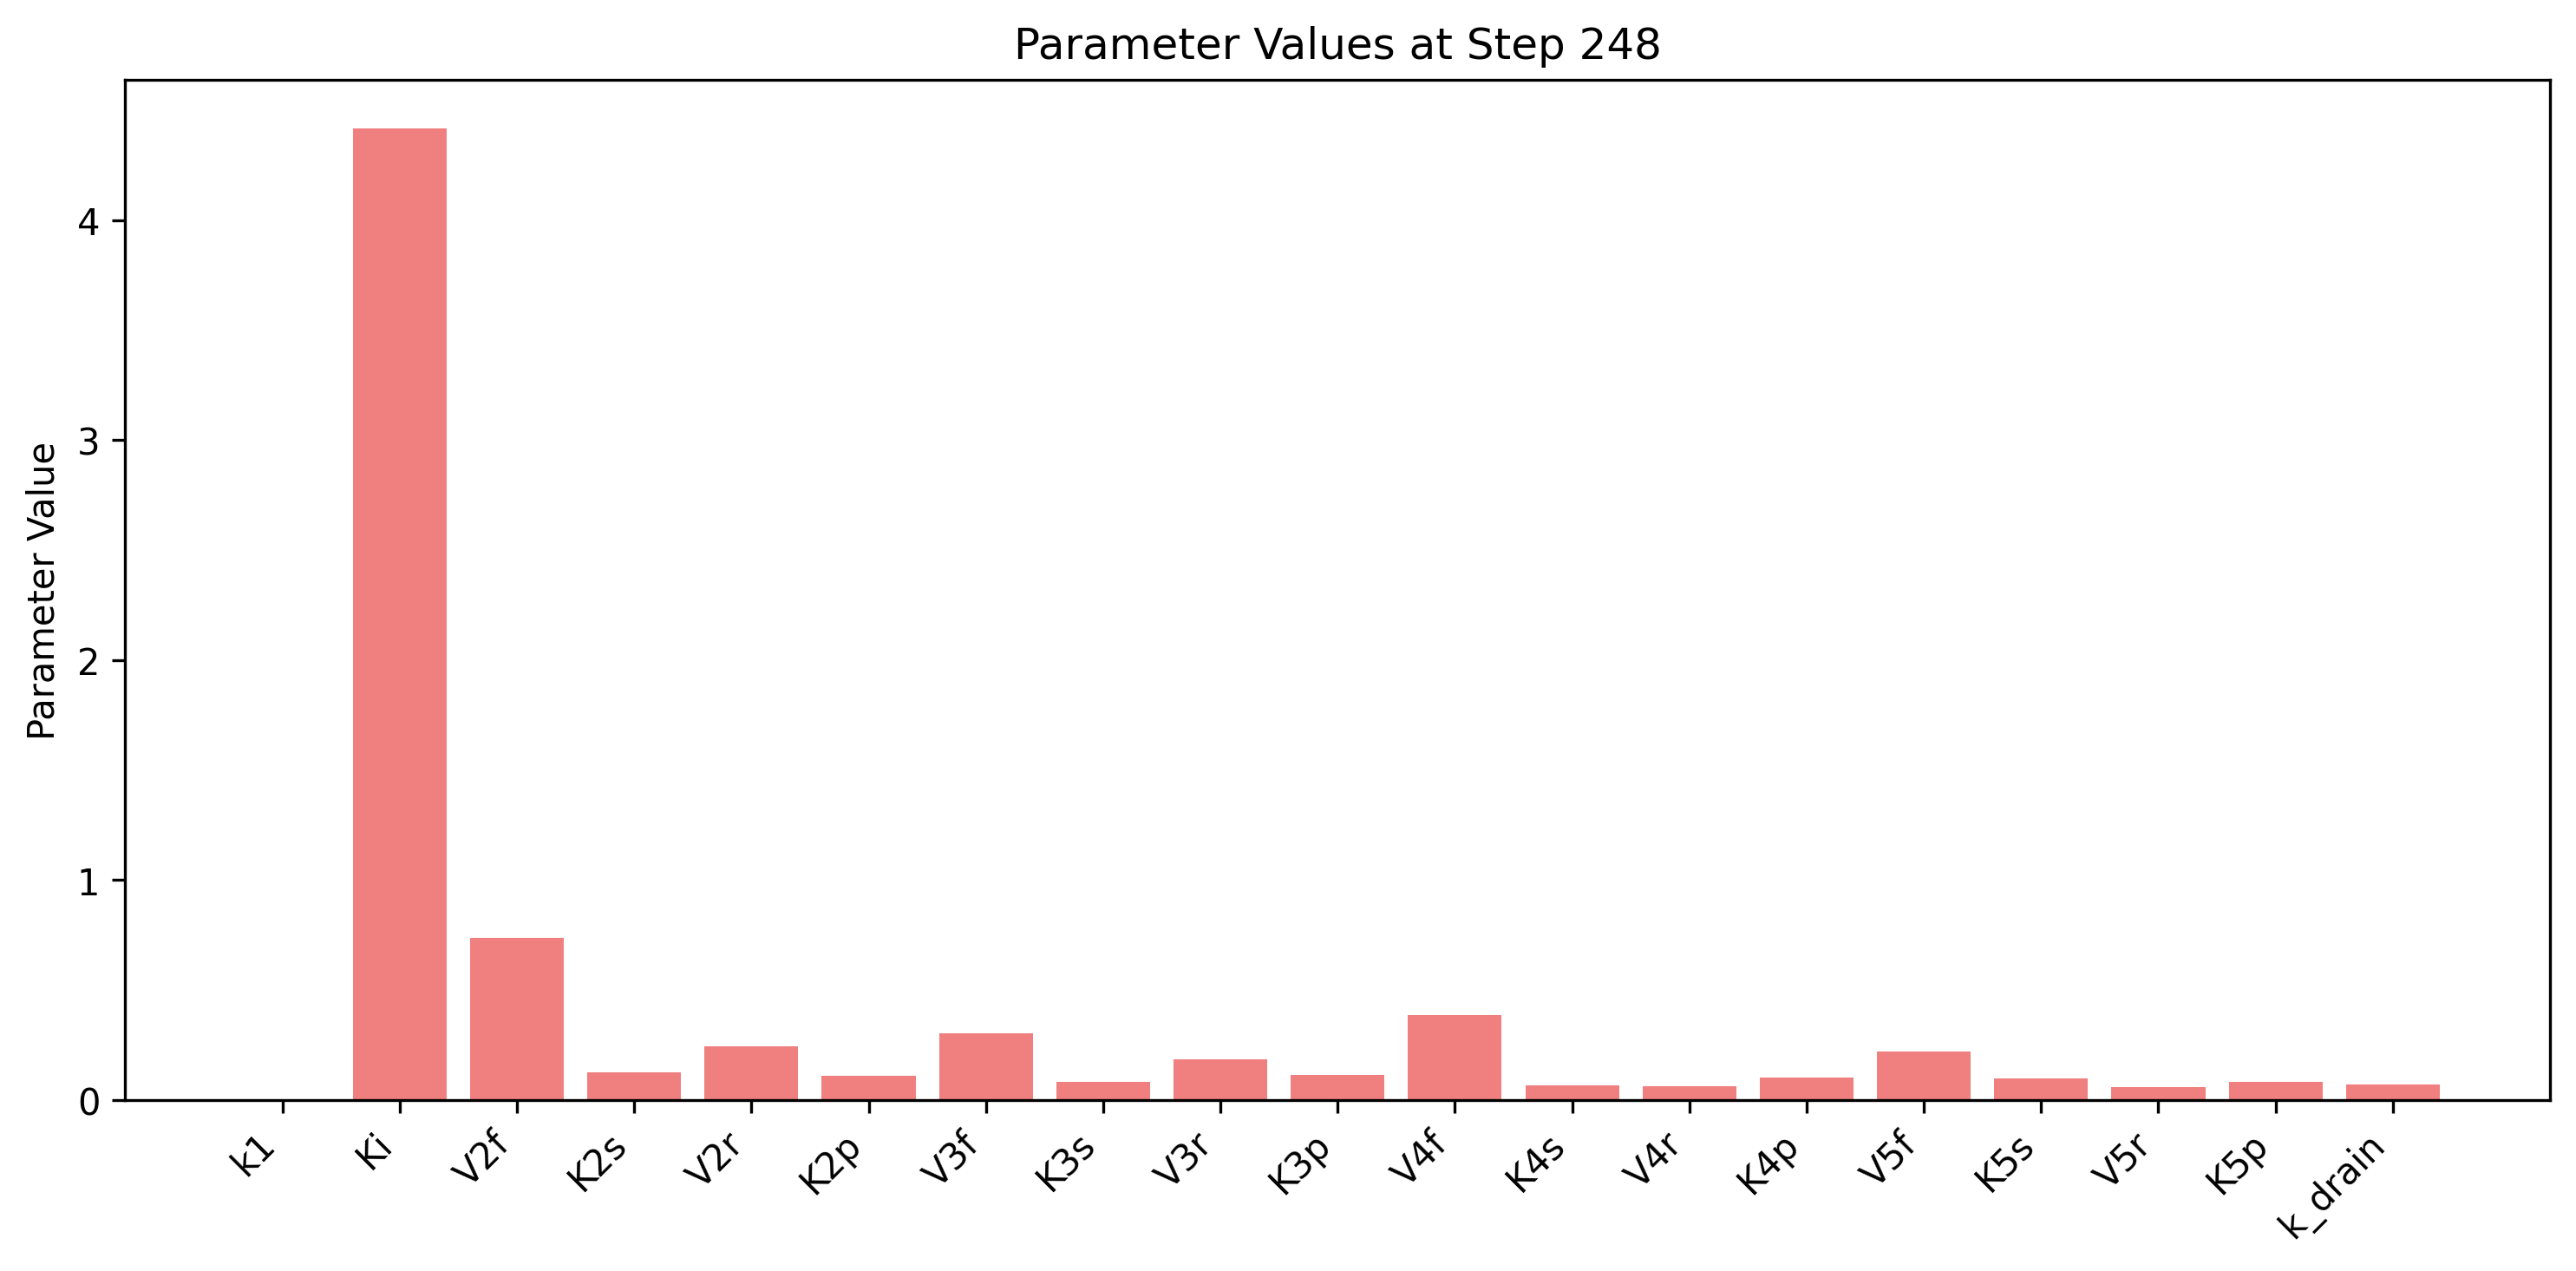 Parameter Values at Step 248
Parameter Value
4
3
2
1
0
k1
Ki
V2f
K2s
V2r
K2p
V3f
K3s
V3r
K3p
V4f
K4s
V4r
K4p
V5f
K5s
V5r
K5p
k_drain